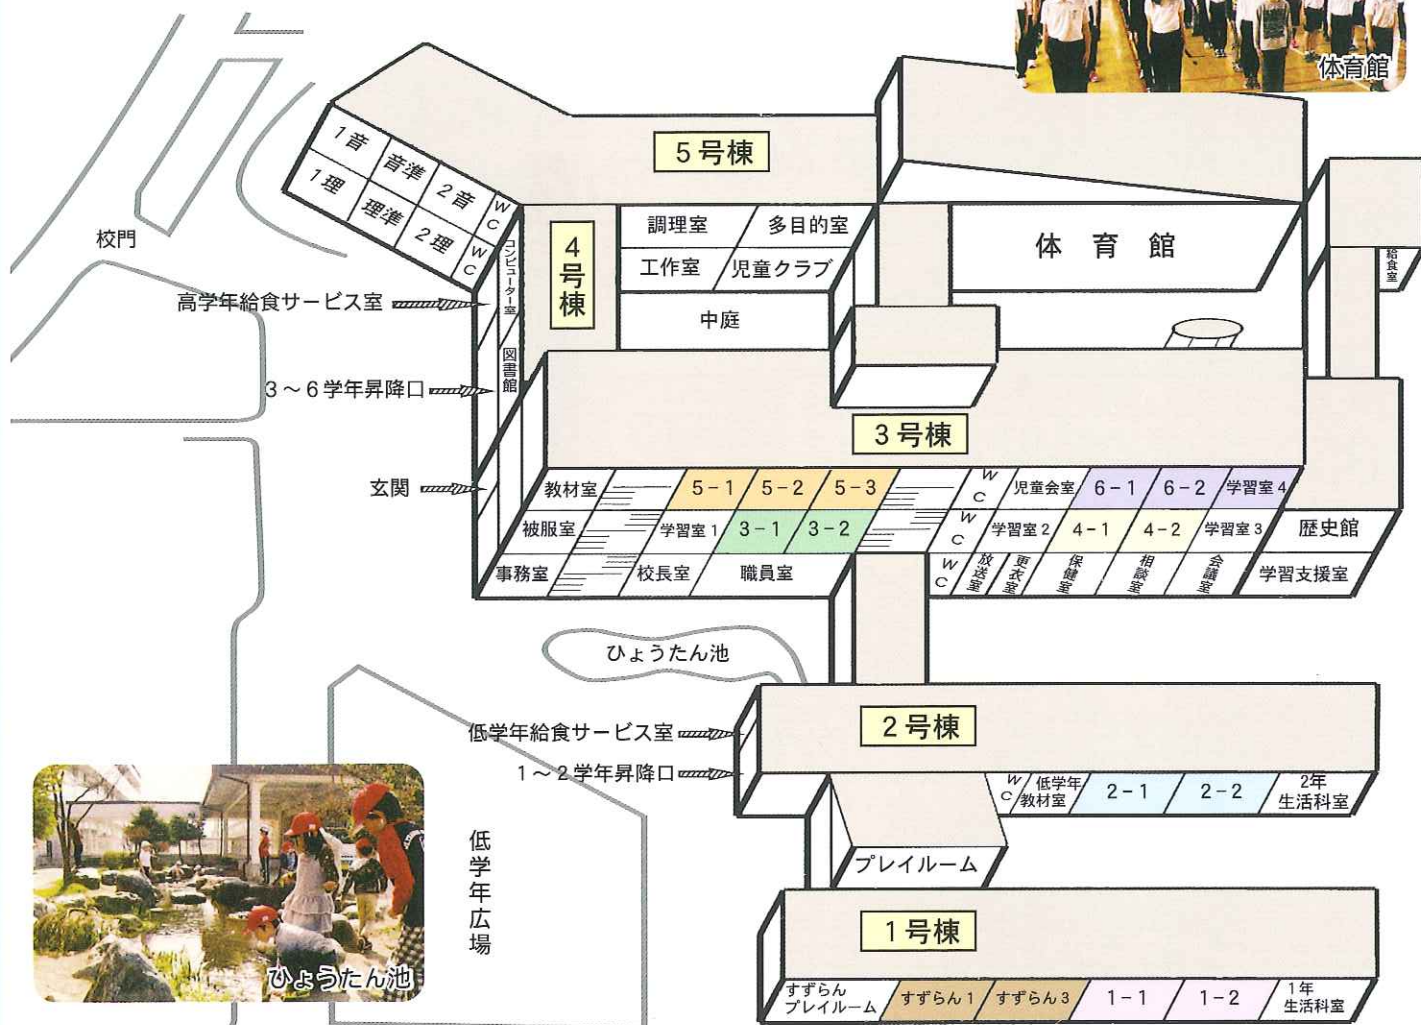 体育館
5号棟
1音
音準
2音
WC
1理
理準
2理
WC
校門
コンピューター室
4号棟
調理室
多目的室
体育館
給食室
工作室
児童クラブ
高学年給食サービス室
中庭
図書館
3～6学年昇降口
3号棟
玄関
教材室
5-1
5-2
5-3
WC
児童会室
6-1
6-2
学習室4
被服室
学習室1
3-1
3-2
WC
学習室2
4-1
4-2
学習室3
歴史館
事務室
校長室
職員室
WC
放送室
更衣室
保健室
相談室
会議室
学習支援室
ひょうたん池
低学年給食サービス室
2号棟
1～2学年昇降口
WC
低学年
教材室
2-1
2-2
2年
生活科室
プレイルーム
低学年広場
1号棟
ひょうたん池
すずらん
プレイルーム
すずらん1
すずらん3
1-1
1-2
1年
生活科室